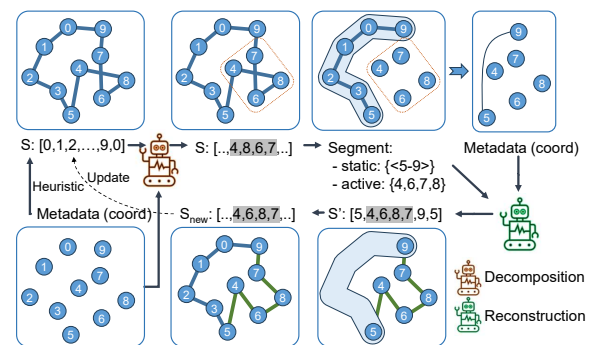 0 9
1 7
4 8
2 3 6
5
0 9
1 7
4 8
2 3 6
5
0 9
1 7
4 8
2 3 6
5
9
7
4 8
6
5
S: [0,1,2,...,9,0]
S: [..,4,8,6,7,..]
Segment:
- static: {<5-9>}
- active: {4,6,7,8}
Metadata (coord)
Heuristic
Update
Metadata (coord)
Snew: [..,4,6,8,7,..]
S': [5,4,6,8,7,9,5]
0 9
1 7
4 8
2 3 6
5
0 9
1 7
4 8
2 3 6
5
9
7
4 8
6
5
Decomposition
Reconstruction